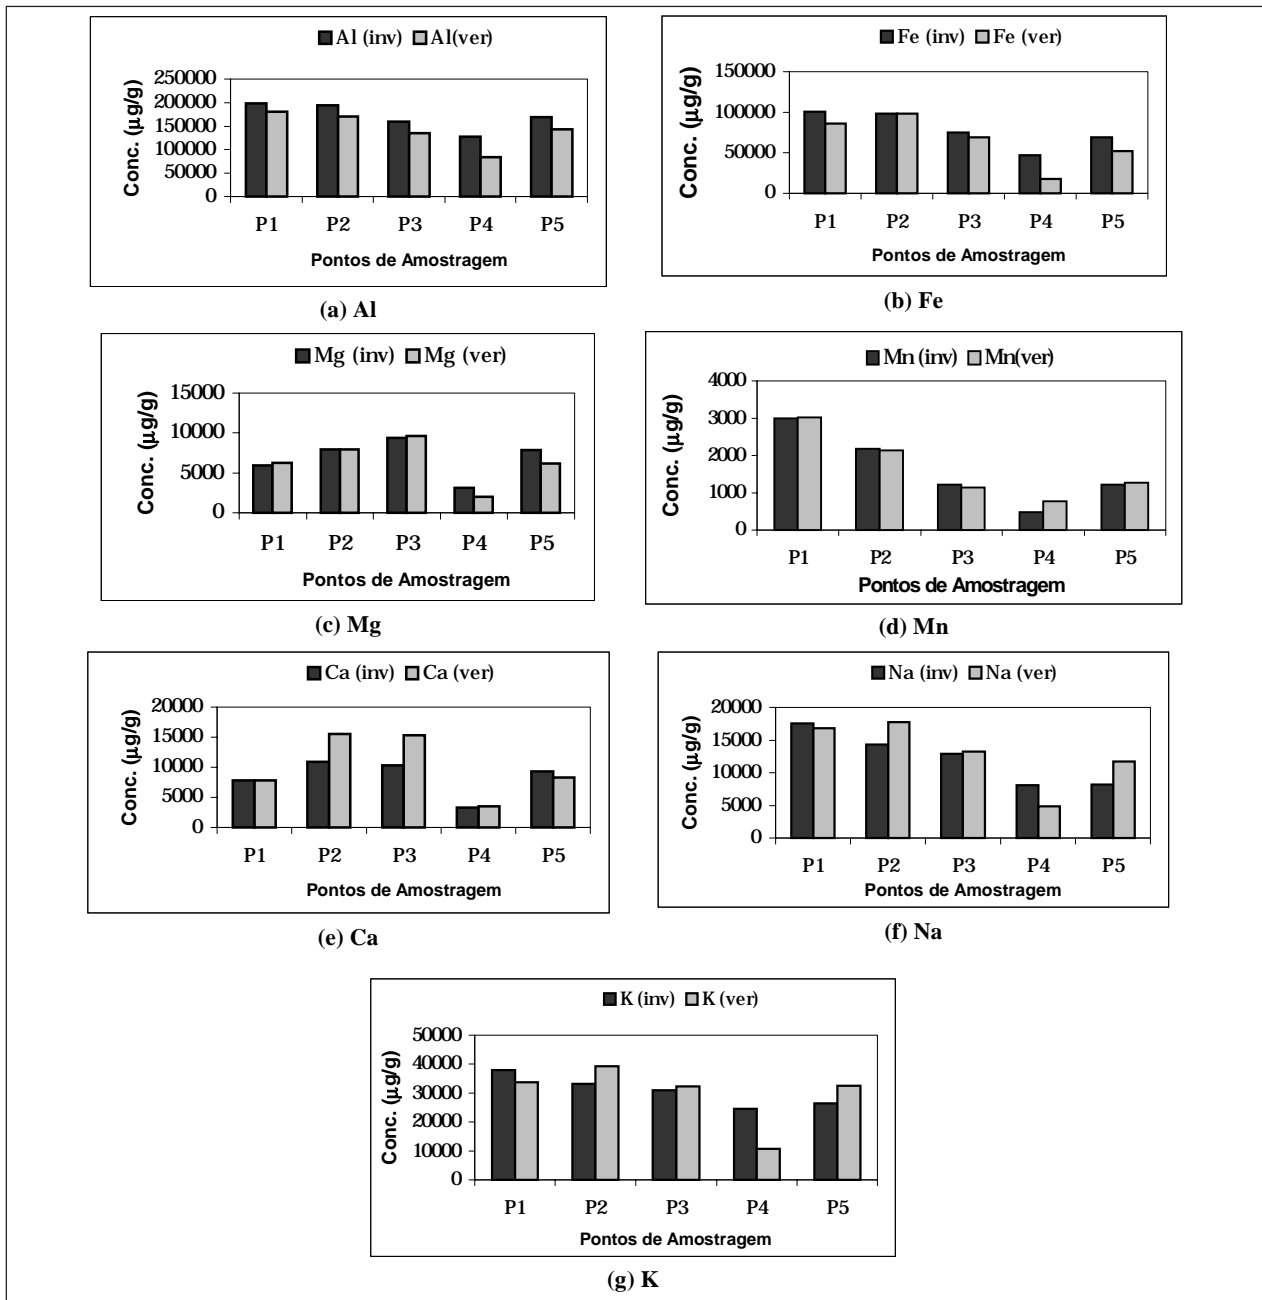 Al (inv) Al(ver)
Conc. (µg/g)
250000
200000
150000
100000
50000
0
P1 P2 P3 P4 P5
Pontos de Amostragem
(a) Al
Fe (inv) Fe (ver)
Conc. (µg/g)
150000
100000
50000
0
P1 P2 P3 P4 P5
Pontos de Amostragem
(b) Fe
Mg (inv) Mg (ver)
Conc. (µg/g)
15000
10000
5000
0
P1 P2 P3 P4 P5
Pontos de Amostragem
(c) Mg
Mn (inv) Mn(ver)
Conc. (µg/g)
4000
3000
2000
1000
0
P1 P2 P3 P4 P5
Pontos de Amostragem
(d) Mn
Ca (inv) Ca (ver)
Conc. (µg/g)
20000
15000
10000
5000
0
P1 P2 P3 P4 P5
Pontos de Amostragem
(e) Ca
Na (inv) Na (ver)
Conc. (µg/g)
20000
15000
10000
5000
0
P1 P2 P3 P4 P5
Pontos de Amostragem
(f) Na
K (inv) K (ver)
Conc. (µg/g)
50000
40000
30000
20000
10000
0
P1 P2 P3 P4 P5
Pontos de Amostragem
(g) K